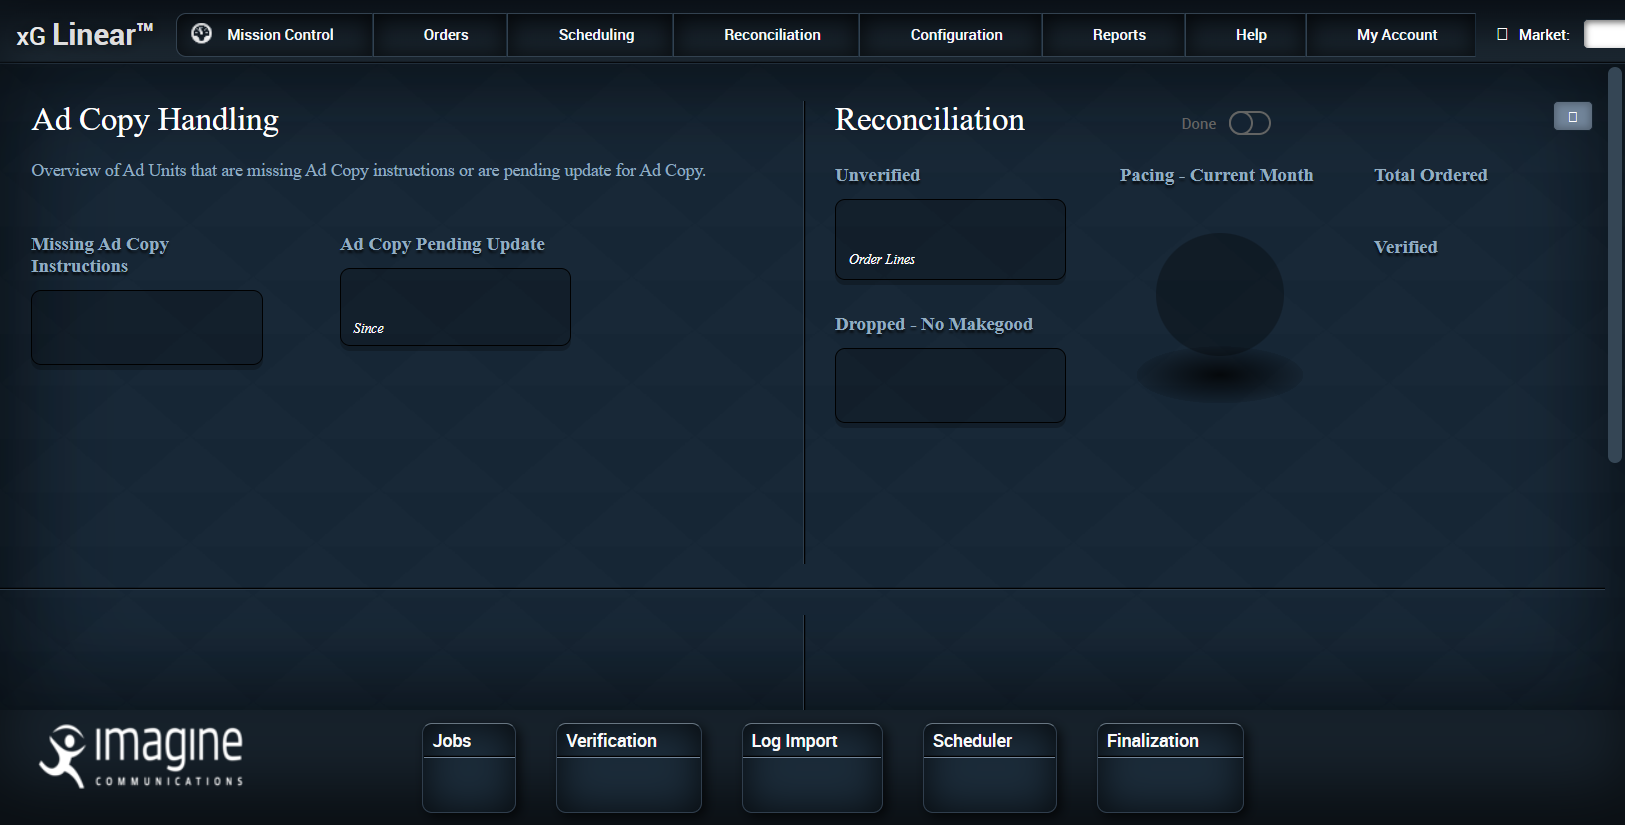 xG Linear™
Mission Control
Orders
Scheduling
Reconciliation
Configuration
Reports
Help
My Account
Market:
Ad Copy Handling
Overview of Ad Units that are missing Ad Copy instructions or are pending update for Ad Copy.
Missing Ad Copy
Instructions
Ad Copy Pending Update
Since
Reconciliation
Done
Unverified
Order Lines
Dropped - No Makegood
Pacing - Current Month
Total Ordered
Verified
imagine
COMMUNICATIONS
Jobs
Verification
Log Import
Scheduler
Finalization